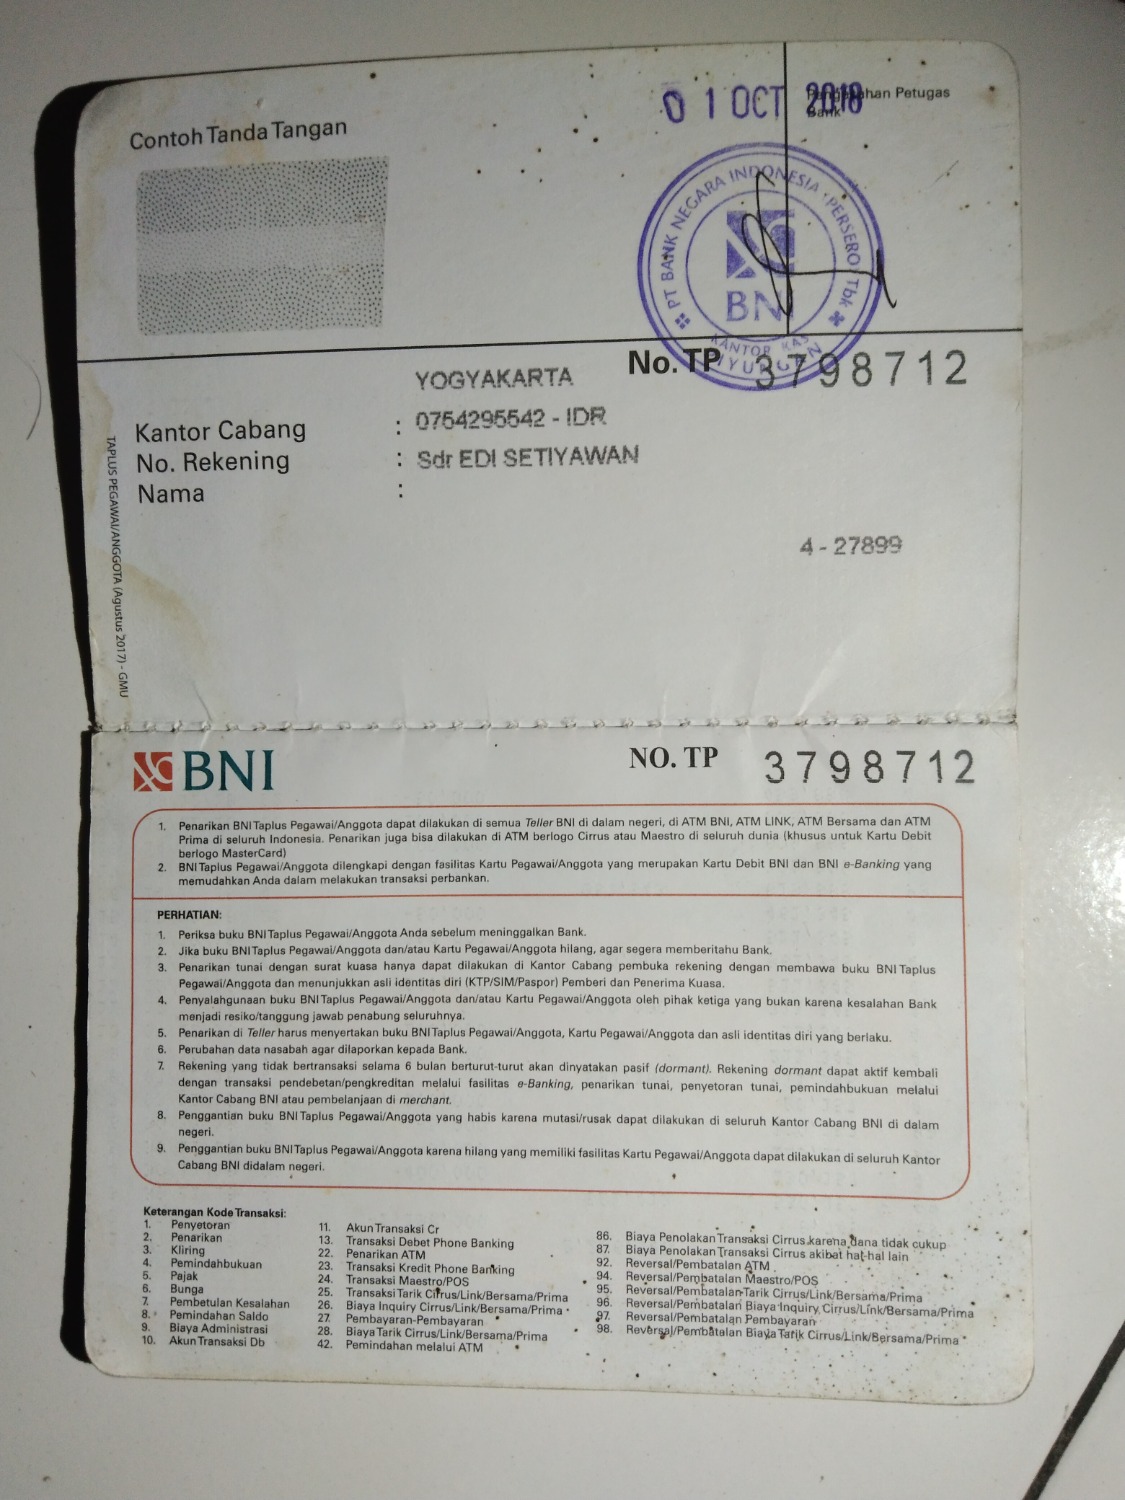 0 1 OCT 2018
Pengesahan Petugas
Bank
Contoh Tanda Tangan
PT BANK NEGARA INDONESIA (PERSERO) Tbk
BNI
KANTOR KAS
No. TP 3798712
YOGYAKARTA
Kantor Cabang : 0754295542 - IDR
No. Rekening : Sdr EDI SETIYAWAN
Nama :
4 - 27899
TAPLUS PEGAWAI/ANGGOTA (Agustus 2017) - GMU
BNI NO. TP 3798712
1. Penarikan BNI Taplus Pegawai/Anggota dapat dilakukan di semua Teller BNI di dalam negeri, di ATM BNI, ATM LINK, ATM Bersama dan ATM
Prima di seluruh Indonesia. Penarikan juga bisa dilakukan di ATM berlogo Cirrus atau Maestro di seluruh dunia (khusus untuk Kartu Debit
berlogo MasterCard)
2. BNI Taplus Pegawai/Anggota dilengkapi dengan fasilitas Kartu Pegawai/Anggota yang merupakan Kartu Debit BNI dan BNI e-Banking yang
memudahkan Anda dalam melakukan transaksi perbankan.
PERHATIAN:
1. Periksa buku BNI Taplus Pegawai/Anggota Anda sebelum meninggalkan Bank.
2. Jika buku BNI Taplus Pegawai/Anggota dan/atau Kartu Pegawai/Anggota hilang, agar segera memberitahu Bank.
3. Penarikan tunai dengan surat kuasa hanya dapat dilakukan di Kantor Cabang pembuka rekening dengan membawa buku BNI Taplus
Pegawai/Anggota dan menunjukkan asli identitas diri (KTP/SIM/Paspor) Pemberi dan Penerima Kuasa.
4. Penyalahgunaan buku BNI Taplus Pegawai/Anggota dan/atau Kartu Pegawai/Anggota oleh pihak ketiga yang bukan karena kesalahan Bank
menjadi resiko/tanggung jawab penabung seluruhnya.
5. Penarikan di Teller harus menyertakan buku BNI Taplus Pegawai/Anggota, Kartu Pegawai/Anggota dan asli identitas diri yang berlaku.
6. Perubahan data nasabah agar dilaporkan kepada Bank.
7. Rekening yang tidak bertransaksi selama 6 bulan berturut-turut akan dinyatakan pasif (dormant). Rekening dormant dapat aktif kembali
dengan transaksi pendebetan/pengkreditan melalui fasilitas e-Banking, penarikan tunai, penyetoran tunai, pemindahbukuan melalui
Kantor Cabang BNI atau pembelanjaan di merchant.
8. Penggantian buku BNI Taplus Pegawai/Anggota yang habis karena mutasi/rusak dapat dilakukan di seluruh Kantor Cabang BNI di dalam
negeri.
9. Penggantian buku BNI Taplus Pegawai/Anggota karena hilang yang memiliki fasilitas Kartu Pegawai/Anggota dapat dilakukan di seluruh Kantor
Cabang BNI didalam negeri.
Keterangan Kode Transaksi:
1. Penyetoran
2. Penarikan
3. Kliring
4. Pemindahbukuan
5. Pajak
6. Bunga
7. Pembetulan Kesalahan
8. Pemindahan Saldo
9. Biaya Administrasi
10. Akun Transaksi Db
11. Akun Transaksi Cr
13. Transaksi Debet Phone Banking
22. Penarikan ATM
23. Transaksi Kredit Phone Banking
24. Transaksi Maestro/POS
25. Transaksi Tarik Cirrus/Link/Bersama/Prima
26. Biaya Inquiry Cirrus/Link/Bersama/Prima
27. Pembayaran-Pembayaran
28. Biaya Tarik Cirrus/Link/Bersama/Prima
42. Pemindahan melalui ATM
86. Biaya Penolakan Transaksi Cirrus karena dana tidak cukup
87. Biaya Penolakan Transaksi Cirrus akibat hat-hal lain
92. Reversal/Pembatalan ATM
94. Reversal/Pembatalan Maestro/POS
95. Reversal/Pembatalan Tarik Cirrus/Link/Bersama/Prima
96. Reversal/Pembatalan Biaya Inquiry Cirrus/Link/Bersama/Prima
97. Reversal/Pembatalan Pembayaran
98. Reversal/Pembatalan Biaya Tarik Cirrus/Link/Bersama/Prima